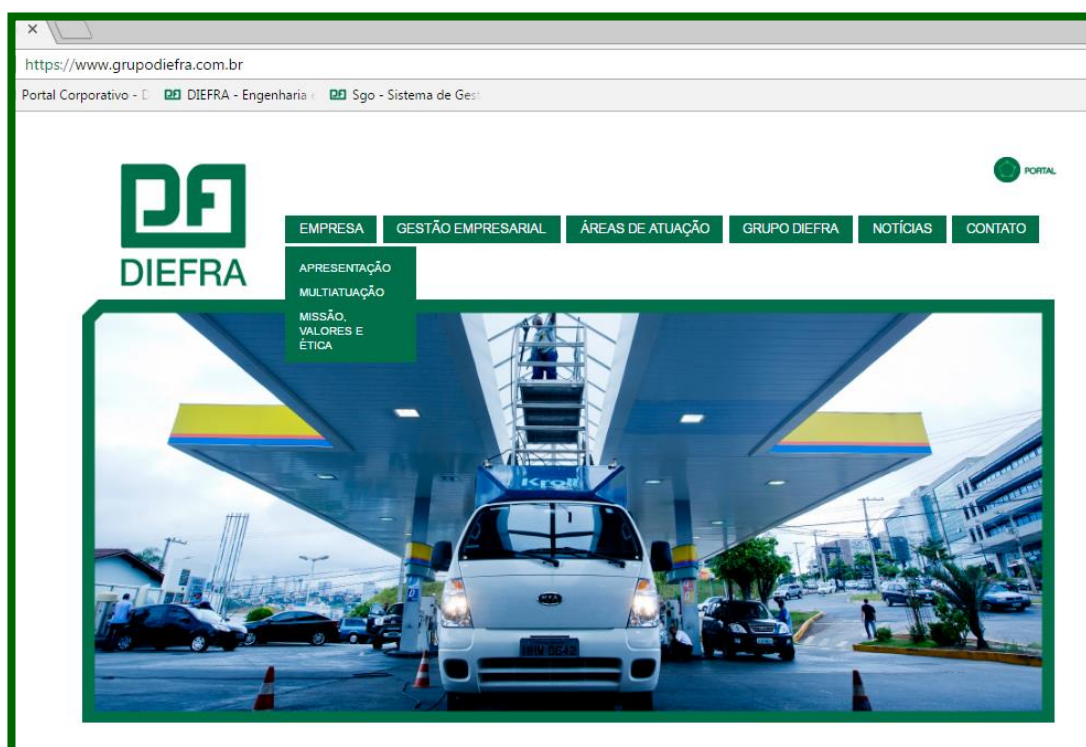 https://www.grupodiefra.com.br
Portal Corporativo - D DIEFRA - Engenharia e Sgo - Sistema de Gest
PORTAL
DIEFRA
EMPRESA GESTÃO EMPRESARIAL ÁREAS DE ATUAÇÃO GRUPO DIEFRA NOTÍCIAS CONTATO
APRESENTAÇÃO
MULTIATUAÇÃO
MISSÃO,
VALORES E
ÉTICA
Kroll
KIA